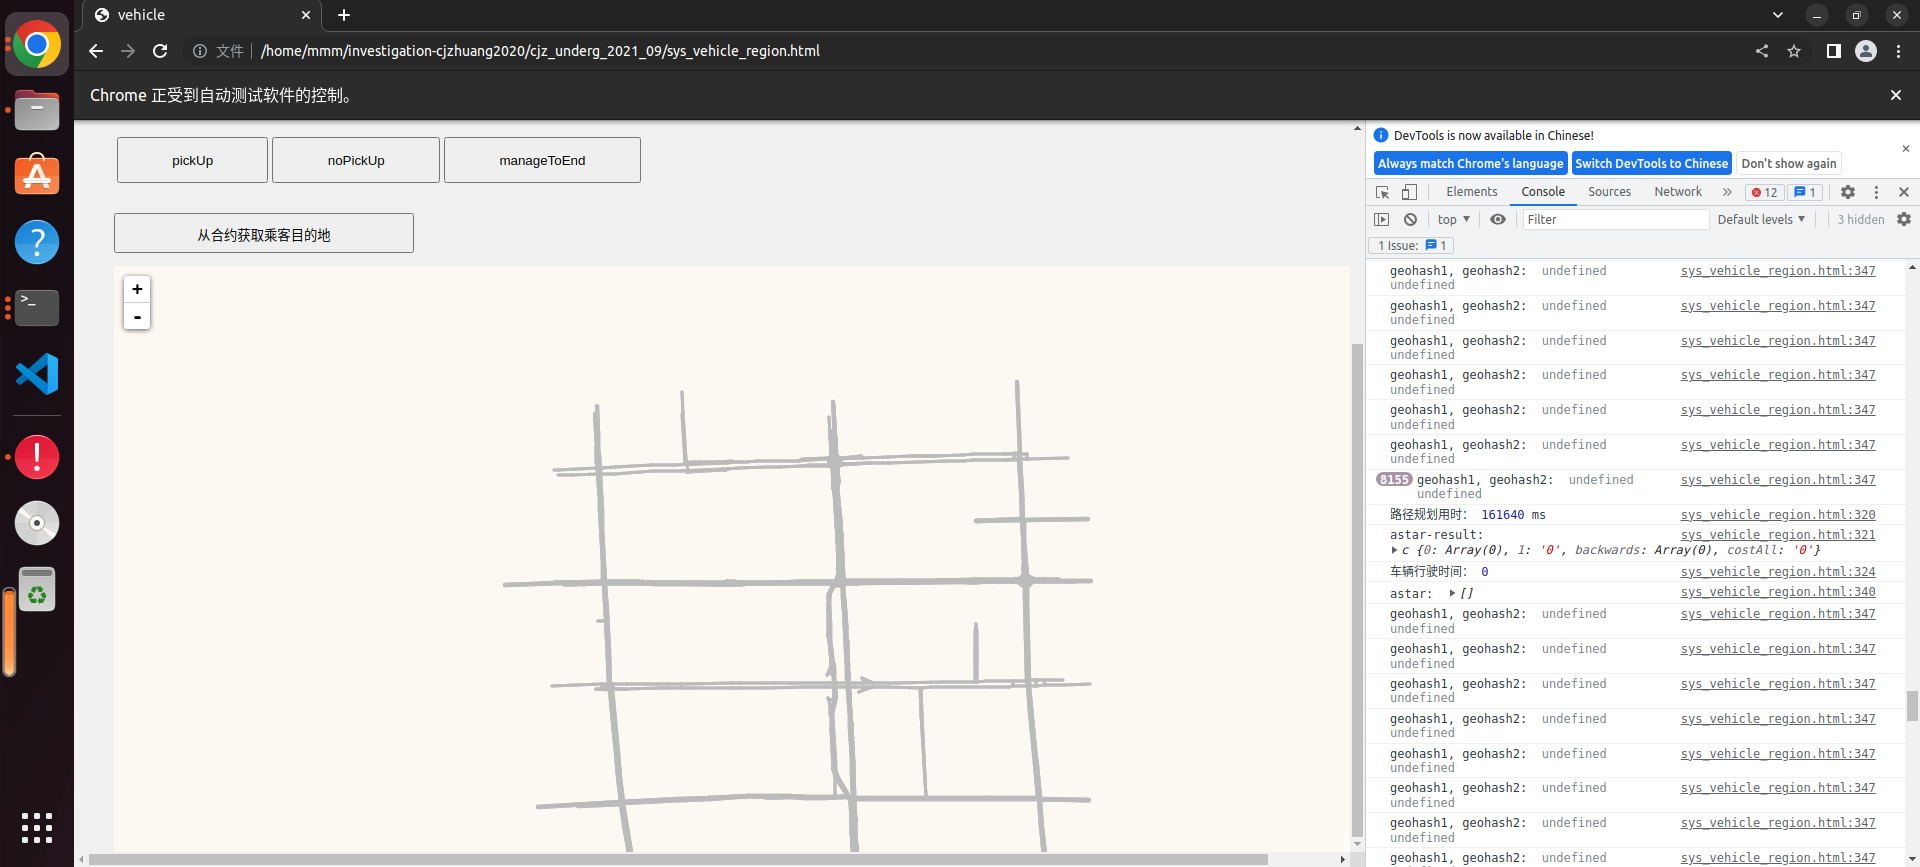 vehicle
文件
/home/mmm/investigation-cjzhuang2020/cjz_underg_2021_09/sys_vehicle_region.html
Chrome 正受到自动测试软件的控制。
pickUp noPickUp manageToEnd
从合约获取乘客目的地
+
-
DevTools is now available in Chinese!
Always match Chrome's language Switch DevTools to Chinese Don't show again
Elements Console Sources Network » 12 1
top Filter Default levels 3 hidden
1 Issue: 1
geohash1, geohash2: undefined sys_vehicle_region.html:347
undefined
geohash1, geohash2: undefined sys_vehicle_region.html:347
undefined
geohash1, geohash2: undefined sys_vehicle_region.html:347
undefined
geohash1, geohash2: undefined sys_vehicle_region.html:347
undefined
geohash1, geohash2: undefined sys_vehicle_region.html:347
undefined
geohash1, geohash2: undefined sys_vehicle_region.html:347
undefined
8155 geohash1, geohash2: undefined sys_vehicle_region.html:347
undefined
路径规划用时： 161640 ms sys_vehicle_region.html:320
astar-result: sys_vehicle_region.html:321
c {0: Array(0), 1: '0', backwards: Array(0), costAll: '0'}
车辆行驶时间： 0 sys_vehicle_region.html:324
astar: [] sys_vehicle_region.html:340
geohash1, geohash2: undefined sys_vehicle_region.html:347
undefined
geohash1, geohash2: undefined sys_vehicle_region.html:347
undefined
geohash1, geohash2: undefined sys_vehicle_region.html:347
undefined
geohash1, geohash2: undefined sys_vehicle_region.html:347
undefined
geohash1, geohash2: undefined sys_vehicle_region.html:347
undefined
geohash1, geohash2: undefined sys_vehicle_region.html:347
undefined
geohash1, geohash2: undefined sys_vehicle_region.html:347
undefined
geohash1, geohash2: undefined sys_vehicle_region.html:347